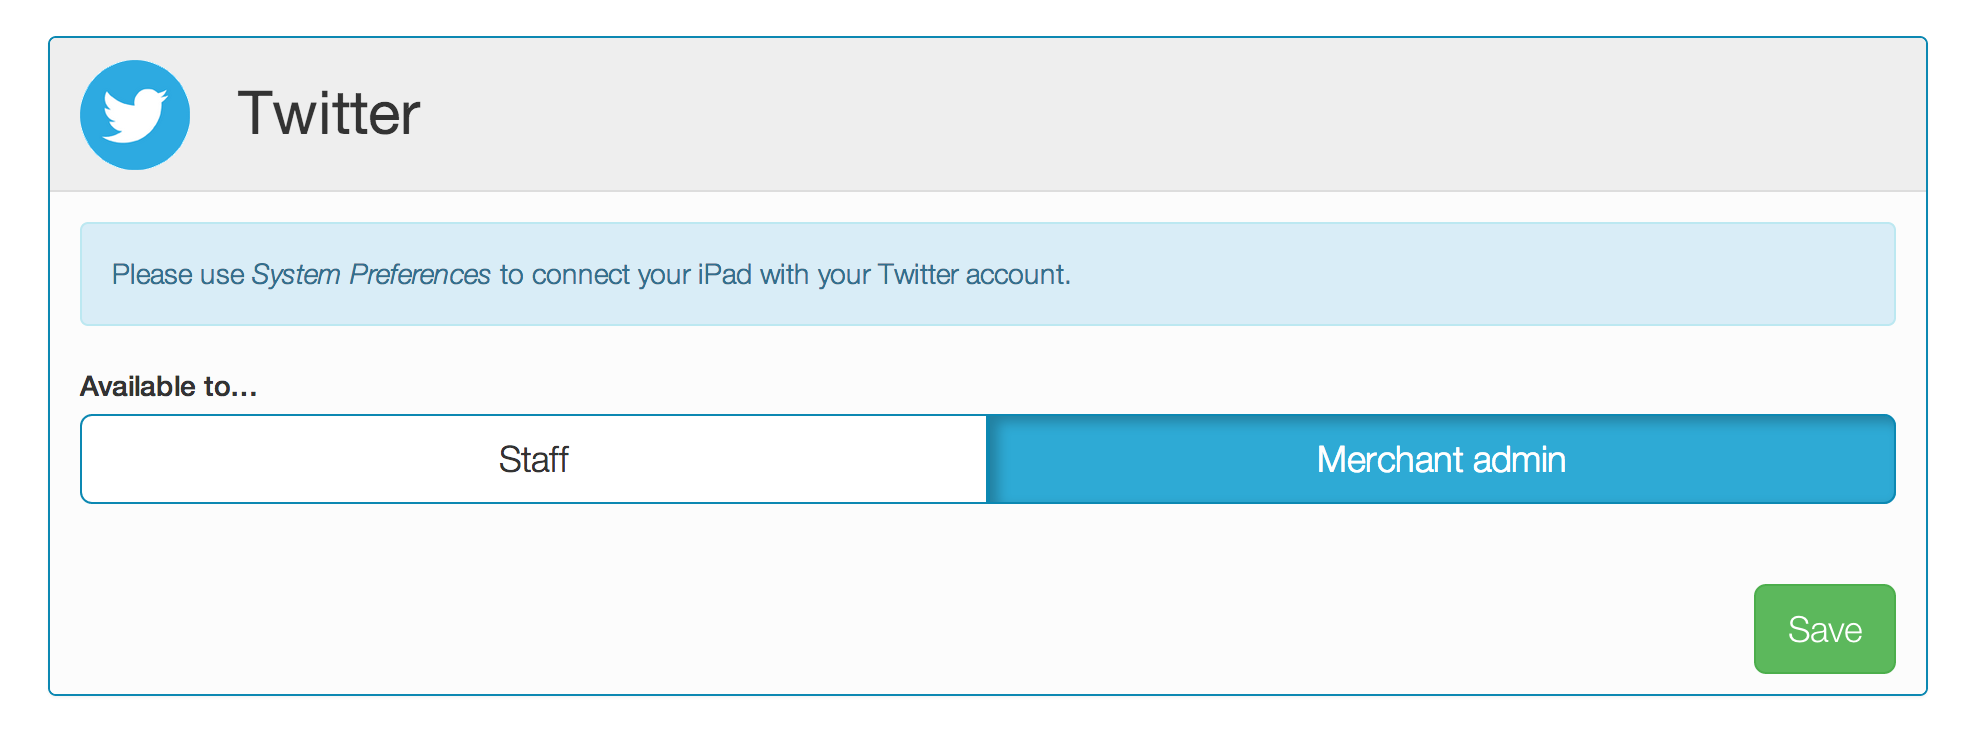 Twitter
Please use System Preferences to connect your iPad with your Twitter account.
Available to...
Staff
Merchant admin
Save